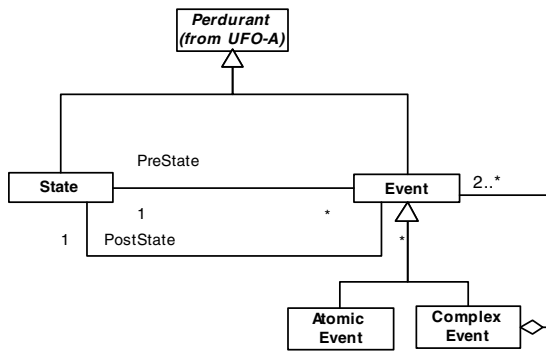 Perdurant
(from UFO-A)
PreState
State
Event
2..*
1
*
1
PostState
*
Atomic
Event
Complex
Event